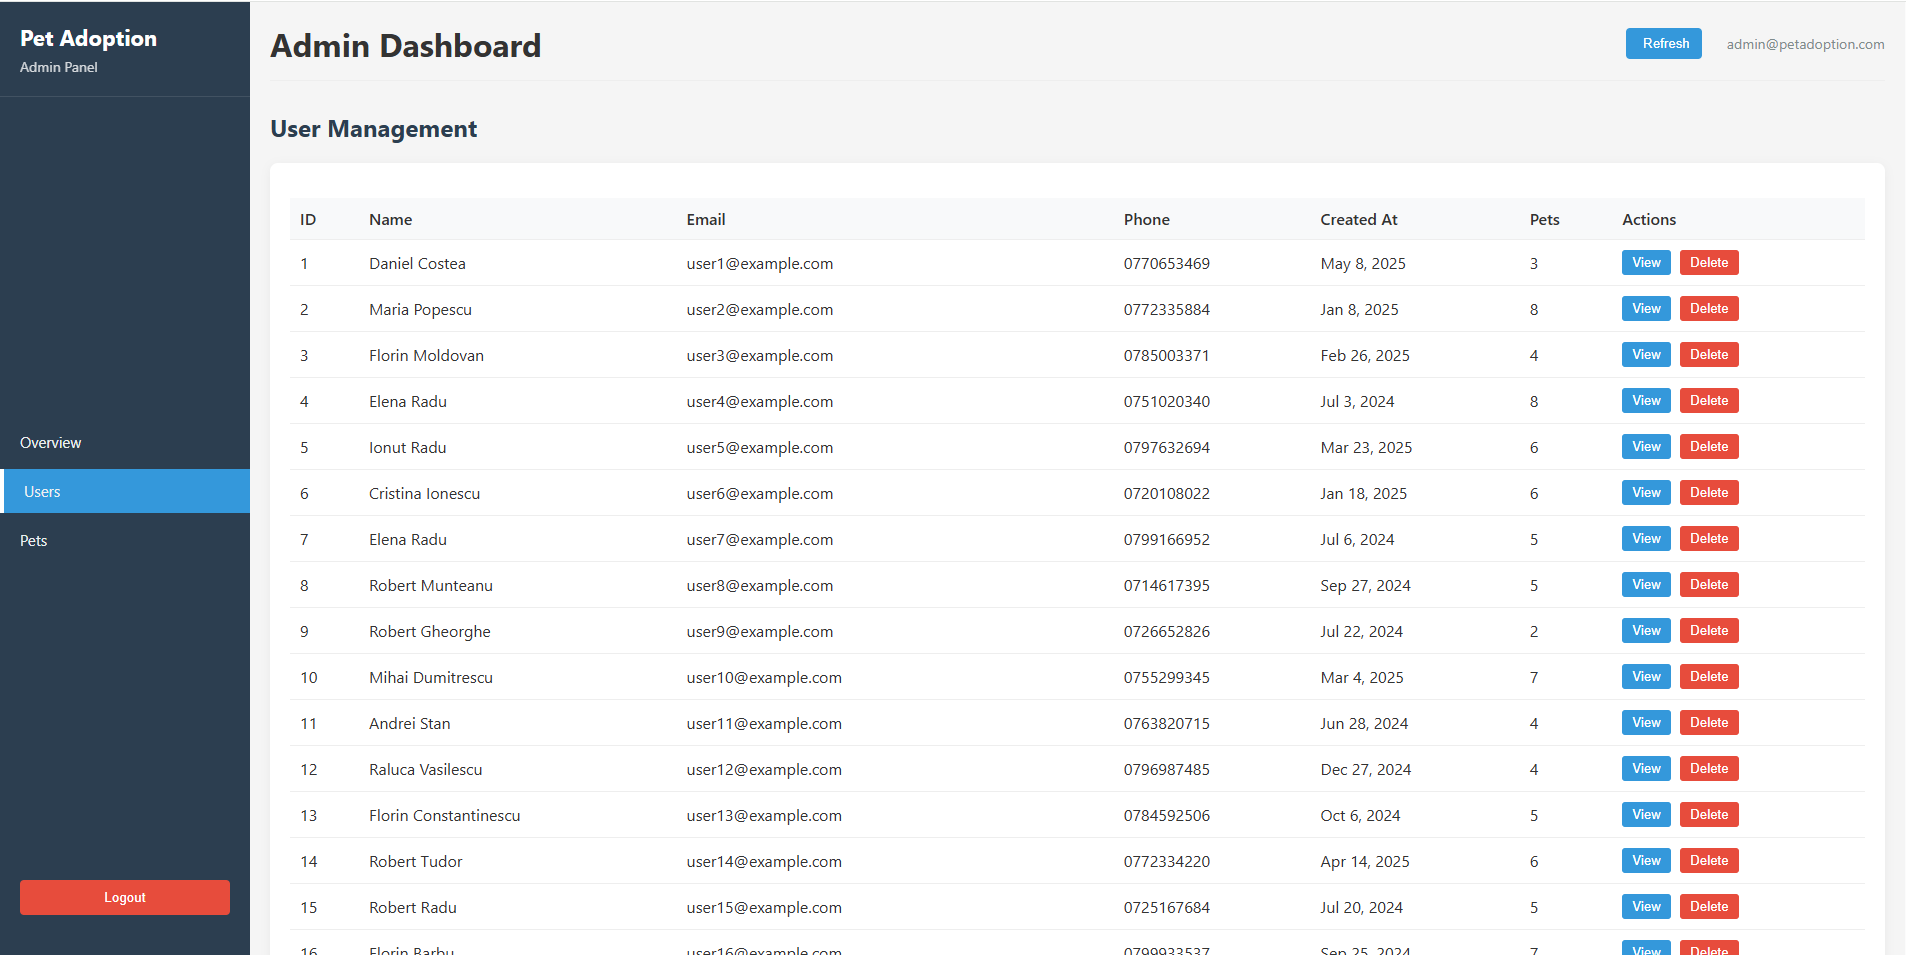 Pet Adoption
Admin Panel
Overview
Users
Pets
Logout
Admin Dashboard
Refresh admin@petadoption.com
User Management
ID Name Email Phone Created At Pets Actions
1 Daniel Costea user1@example.com 0770653469 May 8, 2025 3 View Delete
2 Maria Popescu user2@example.com 0772335884 Jan 8, 2025 8 View Delete
3 Florin Moldovan user3@example.com 0785003371 Feb 26, 2025 4 View Delete
4 Elena Radu user4@example.com 0751020340 Jul 3, 2024 8 View Delete
5 Ionut Radu user5@example.com 0797632694 Mar 23, 2025 6 View Delete
6 Cristina Ionescu user6@example.com 0720108022 Jan 18, 2025 6 View Delete
7 Elena Radu user7@example.com 0799166952 Jul 6, 2024 5 View Delete
8 Robert Munteanu user8@example.com 0714617395 Sep 27, 2024 5 View Delete
9 Robert Gheorghe user9@example.com 0726652826 Jul 22, 2024 2 View Delete
10 Mihai Dumitrescu user10@example.com 0755299345 Mar 4, 2025 7 View Delete
11 Andrei Stan user11@example.com 0763820715 Jun 28, 2024 4 View Delete
12 Raluca Vasilescu user12@example.com 0796987485 Dec 27, 2024 4 View Delete
13 Florin Constantinescu user13@example.com 0784592506 Oct 6, 2024 5 View Delete
14 Robert Tudor user14@example.com 0772334220 Apr 14, 2025 6 View Delete
15 Robert Radu user15@example.com 0725167684 Jul 20, 2024 5 View Delete
16 Florin Barbu user16@example.com 0799933537 Sep 25, 2024 7 View Delete